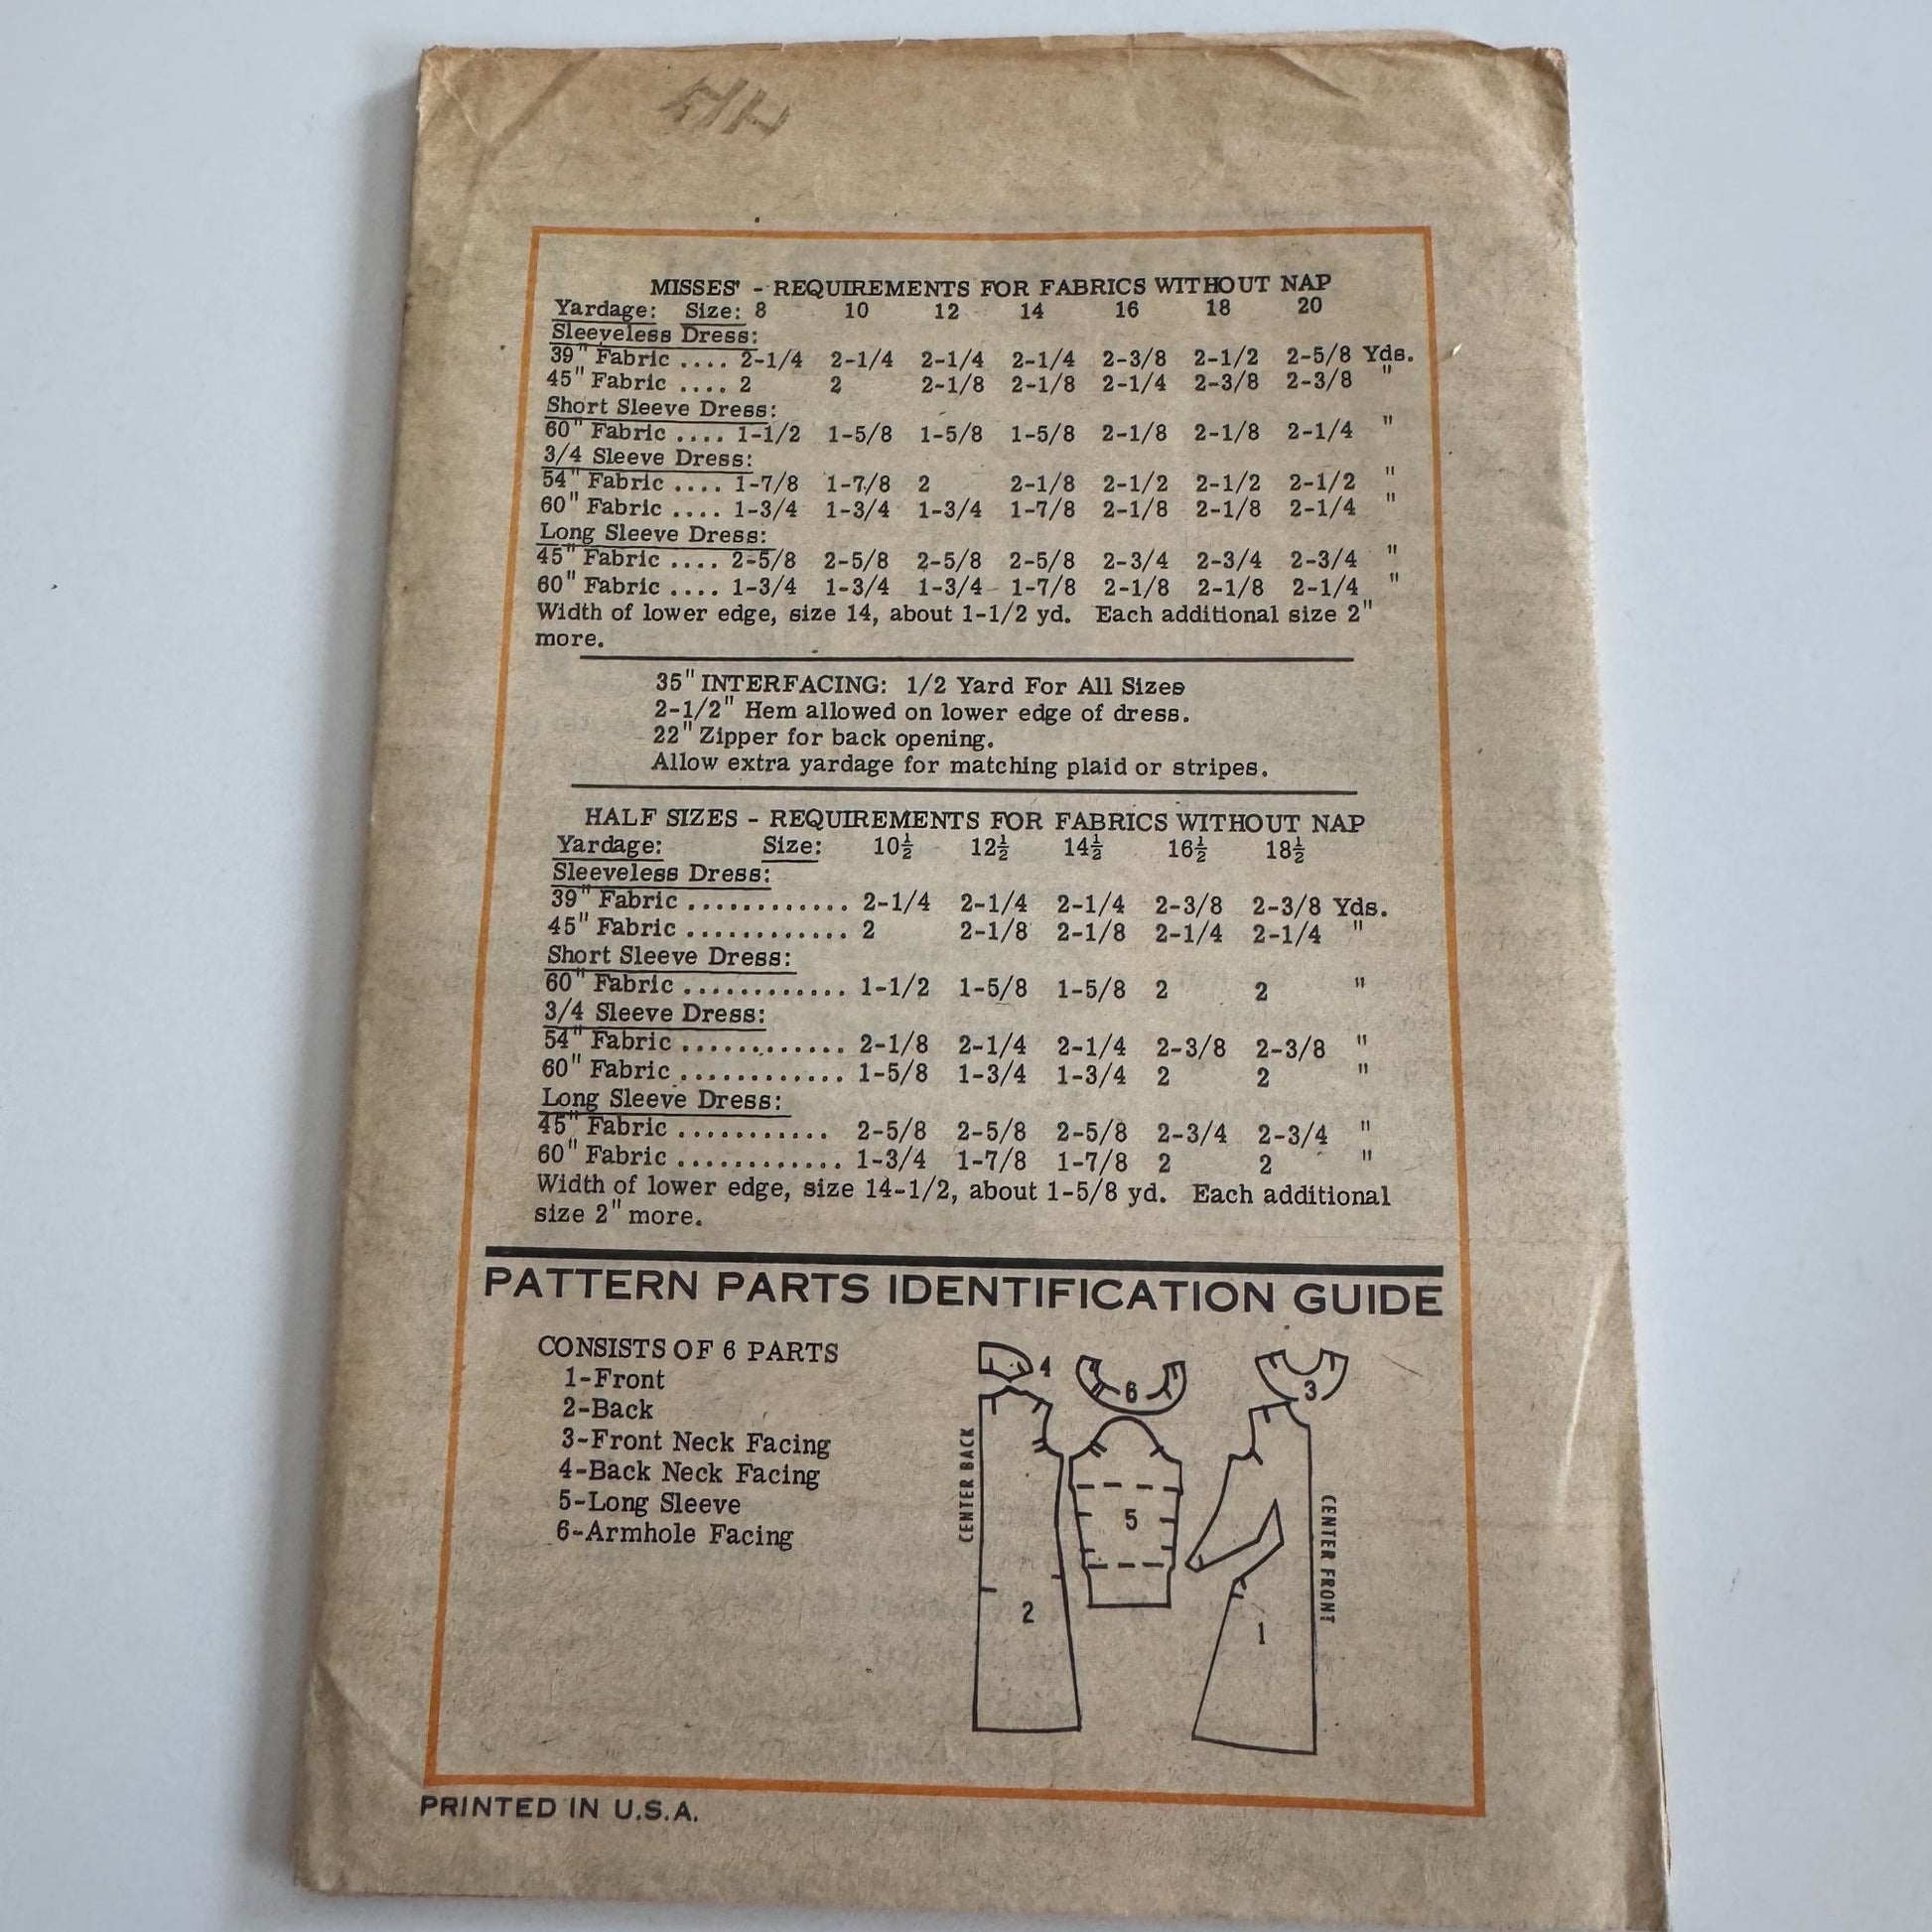 MISSES' - REQUIREMENTS FOR FABRICS WITHOUT NAP
Yardage: Size: 8 10 12 14 16 18 20
Sleeveless Dress:
39" Fabric .... 2-1/4 2-1/4 2-1/4 2-1/4 2-3/8 2-1/2 2-5/8 Yds.
45" Fabric .... 2 2 2-1/8 2-1/8 2-1/4 2-3/8 2-3/8 "
Short Sleeve Dress:
60" Fabric .... 1-1/2 1-5/8 1-5/8 1-5/8 2-1/8 2-1/8 2-1/4 "
3/4 Sleeve Dress:
54" Fabric .... 1-7/8 1-7/8 2 2-1/8 2-1/2 2-1/2 2-1/2 "
60" Fabric .... 1-3/4 1-3/4 1-3/4 1-7/8 2-1/8 2-1/8 2-1/4 "
Long Sleeve Dress:
45" Fabric .... 2-5/8 2-5/8 2-5/8 2-5/8 2-3/4 2-3/4 2-3/4 "
60" Fabric .... 1-3/4 1-3/4 1-3/4 1-7/8 2-1/8 2-1/8 2-1/4 "
Width of lower edge, size 14, about 1-1/2 yd. Each additional size 2"
more.
35" INTERFACING: 1/2 Yard For All Sizes
2-1/2" Hem allowed on lower edge of dress.
22" Zipper for back opening.
Allow extra yardage for matching plaid or stripes.
HALF SIZES - REQUIREMENTS FOR FABRICS WITHOUT NAP
Yardage: Size: 10½ 12½ 14½ 16½ 18½
Sleeveless Dress:
39" Fabric ............ 2-1/4 2-1/4 2-1/4 2-3/8 2-3/8 Yds.
45" Fabric ............ 2 2-1/8 2-1/8 2-1/4 2-1/4 "
Short Sleeve Dress:
60" Fabric ............ 1-1/2 1-5/8 1-5/8 2 2 "
3/4 Sleeve Dress:
54" Fabric ............ 2-1/8 2-1/4 2-1/4 2-3/8 2-3/8 "
60" Fabric ............ 1-5/8 1-3/4 1-3/4 2 2 "
Long Sleeve Dress:
45" Fabric ........... 2-5/8 2-5/8 2-5/8 2-3/4 2-3/4 "
60" Fabric ............ 1-3/4 1-7/8 1-7/8 2 2 "
Width of lower edge, size 14-1/2, about 1-5/8 yd. Each additional
size 2" more.
PATTERN PARTS IDENTIFICATION GUIDE
CONSISTS OF 6 PARTS
1-Front
2-Back
3-Front Neck Facing
4-Back Neck Facing
5-Long Sleeve
6-Armhole Facing
4
6
3
CENTER BACK
5
CENTER FRONT
2
1
PRINTED IN U.S.A.